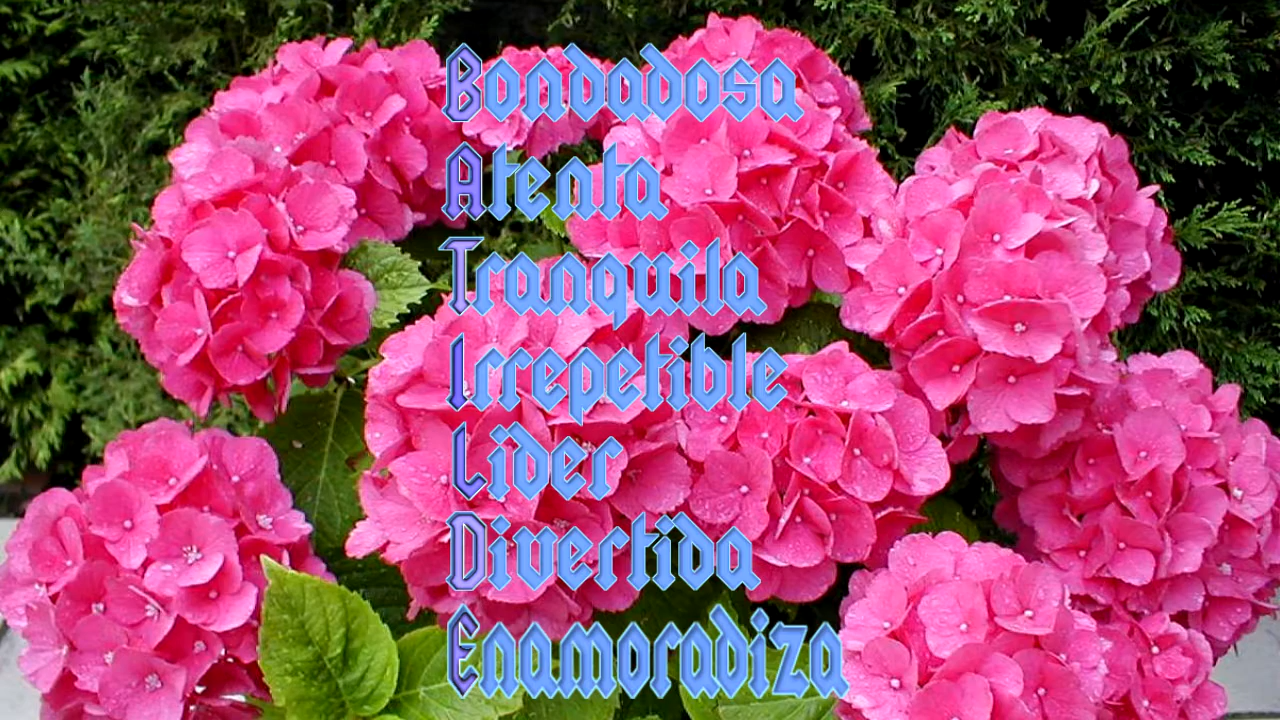 Bondadosa
Atenta
Tranquila
Irrepetible
Lider
Divertida
Enamoradiza